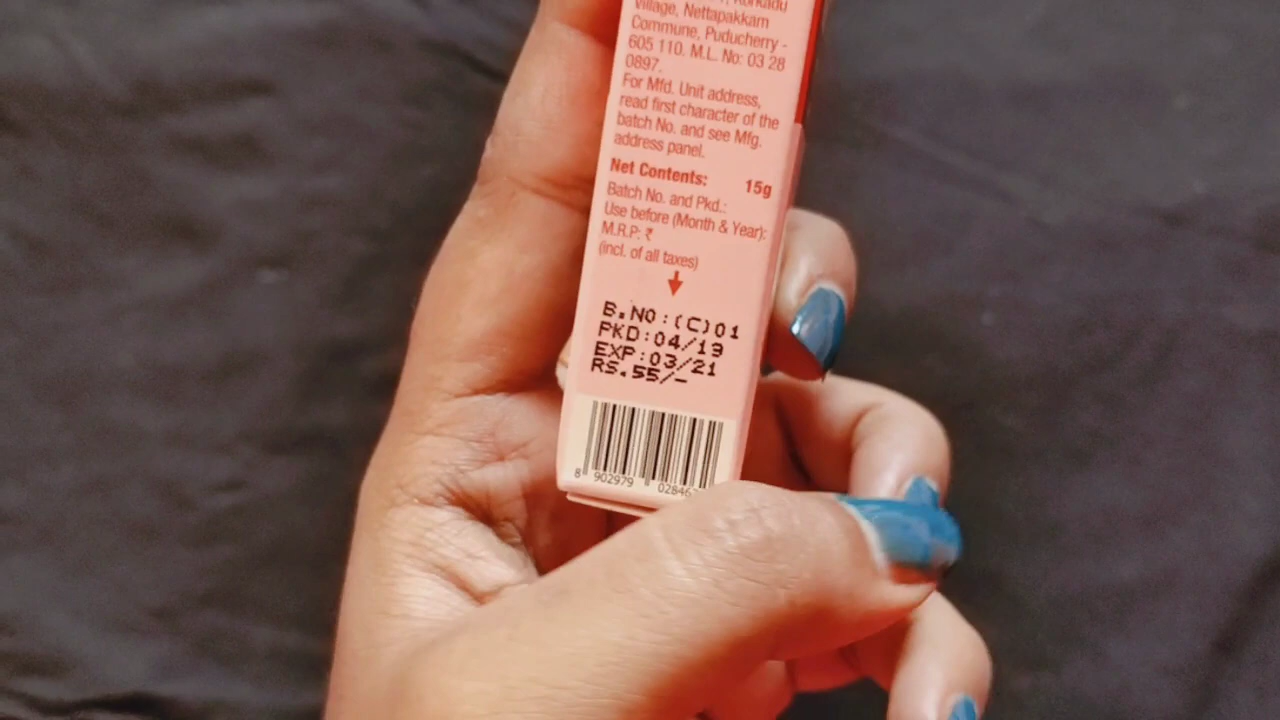 Korkadu
Village, Nettapakkam
Commune, Puducherry -
605 110. M.L. No: 03 28
0897.
For Mfd. Unit address,
read first character of the
batch No. and see Mfg.
address panel.
Net Contents: 15g
Batch No. and Pkd.:
Use before (Month & Year):
M.R.P: ₹
(incl. of all taxes)
B.NO:(C)01
PKD:04/19
EXP:03/21
RS.55/-
8 902979 02846